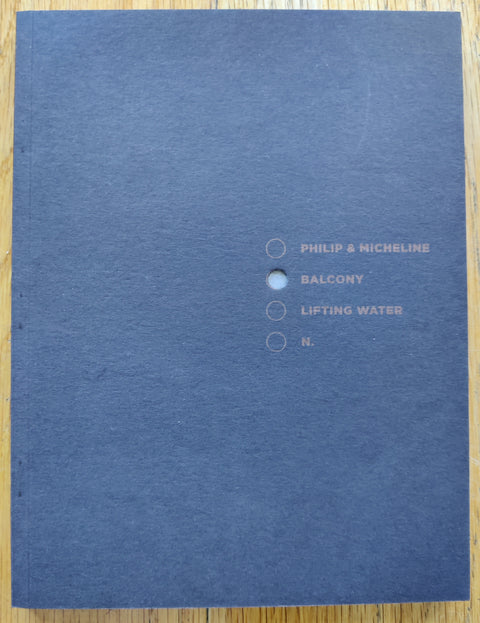 PHILIP & MICHELINE
BALCONY
LIFTING WATER
N.